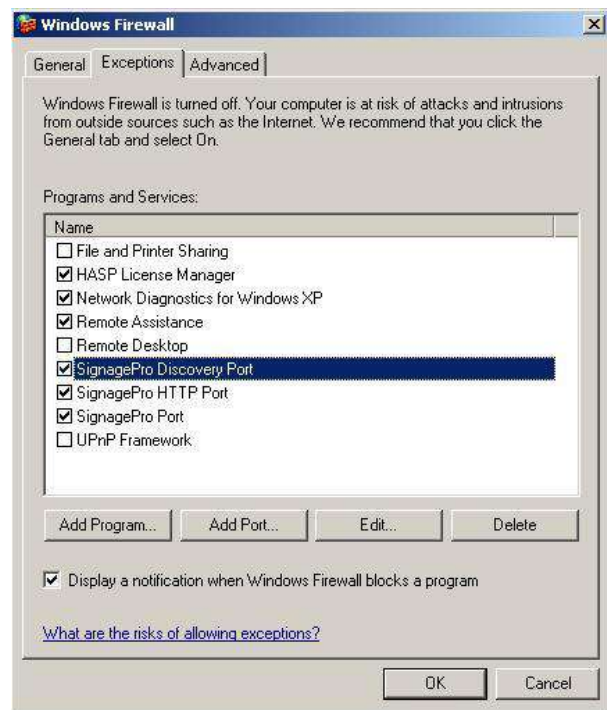 Windows Firewall
General Exceptions Advanced
Windows Firewall is turned off. Your computer is at risk of attacks and intrusions
from outside sources such as the Internet. We recommend that you click the
General tab and select On.
Programs and Services:
Name
File and Printer Sharing
HASP License Manager
Network Diagnostics for Windows XP
Remote Assistance
Remote Desktop
SignagePro Discovery Port
SignagePro HTTP Port
SignagePro Port
UPnP Framework
Add Program... Add Port... Edit... Delete
Display a notification when Windows Firewall blocks a program
What are the risks of allowing exceptions?
OK Cancel